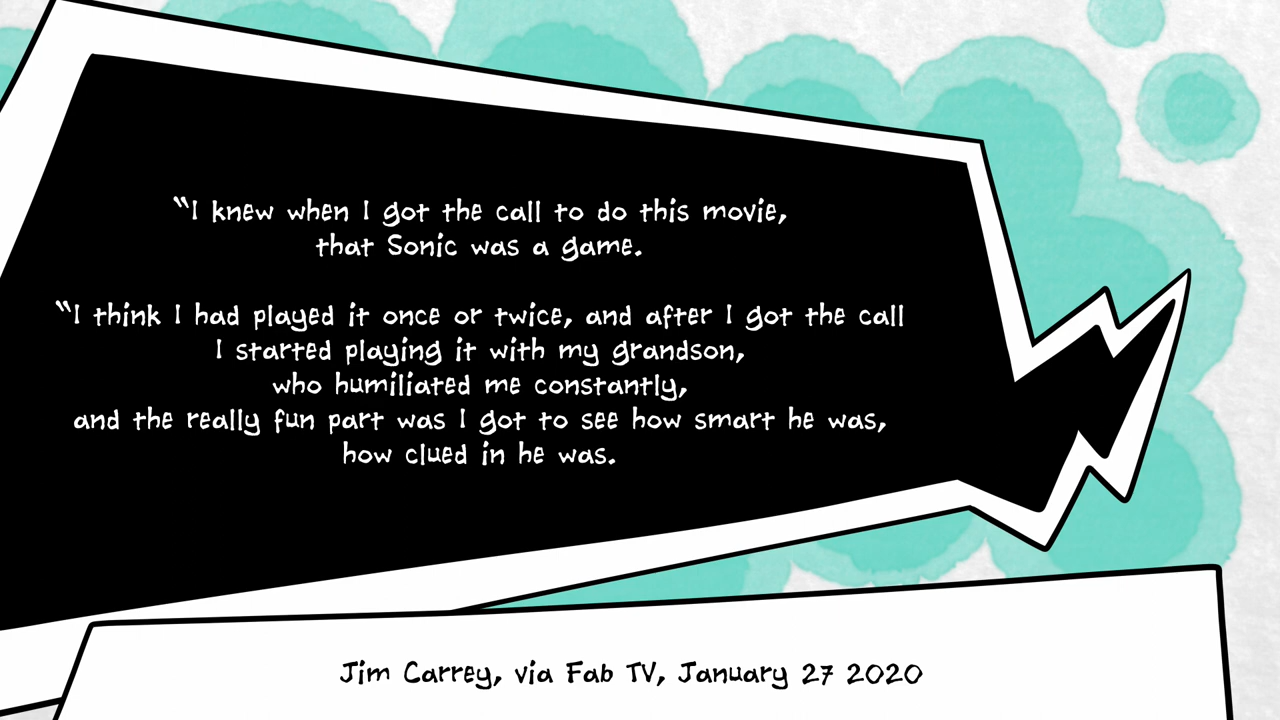 “I knew when I got the call to do this movie,
that Sonic was a game.
“I think I had played it once or twice, and after I got the call
I started playing it with my grandson,
who humiliated me constantly,
and the really fun part was I got to see how smart he was,
how clued in he was.
Jim Carrey, via Fab TV, January 27 2020